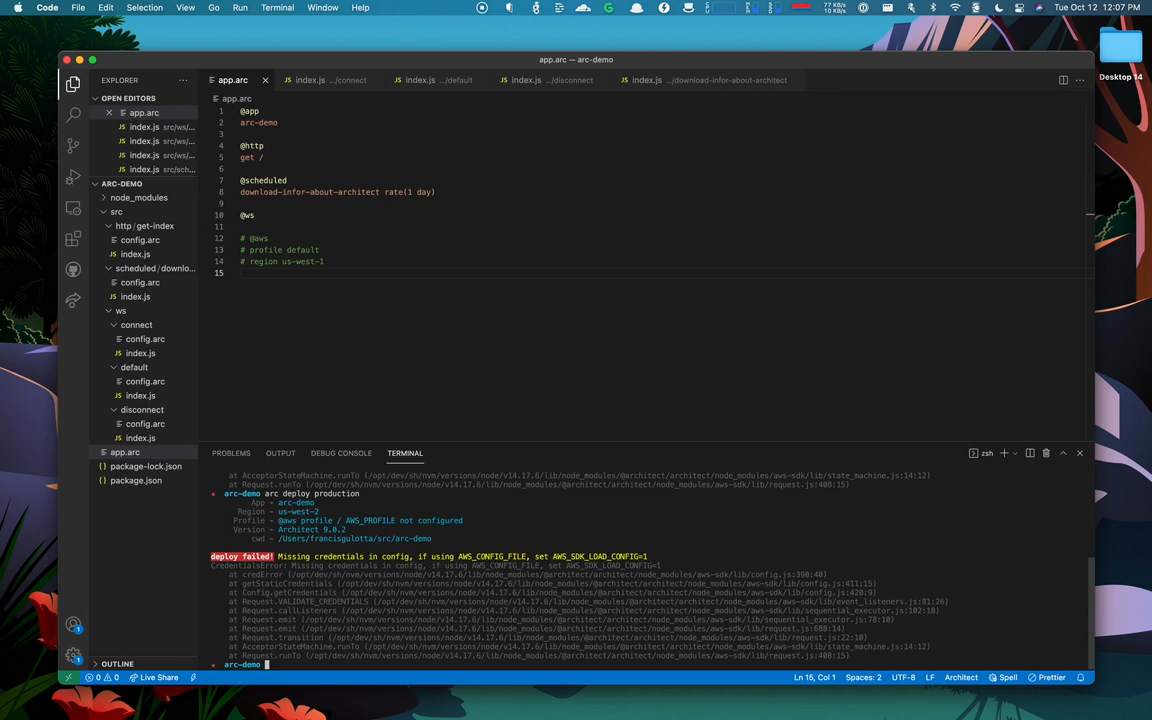 Code File Edit Selection View Go Run Terminal Window Help
77 KB/s
10 KB/s
Tue Oct 12 12:07 PM
app.arc — arc-demo
Desktop 14
EXPLORER
app.arc
index.js .../connect
index.js .../default
index.js .../disconnect
index.js .../download-infor-about-architect
OPEN EDITORS
app.arc
index.js src/ws/...
index.js src/ws/...
index.js src/ws/...
index.js src/sch...
ARC-DEMO
node_modules
src
http / get-index
config.arc
index.js
scheduled / downlo...
config.arc
index.js
ws
connect
config.arc
index.js
default
config.arc
index.js
disconnect
config.arc
index.js
app.arc
package-lock.json
package.json
OUTLINE
app.arc
1 @app
2 arc-demo
3
4 @http
5 get /
6
7 @scheduled
8 download-infor-about-architect rate(1 day)
9
10 @ws
11
12 # @aws
13 # profile default
14 # region us-west-1
15
PROBLEMS OUTPUT DEBUG CONSOLE TERMINAL
zsh
at AcceptorStateMachine.runTo (/opt/dev/sh/nvm/versions/node/v14.17.6/lib/node_modules/@architect/architect/node_modules/aws-sdk/lib/state_machine.js:14:12)
at Request.runTo (/opt/dev/sh/nvm/versions/node/v14.17.6/lib/node_modules/@architect/architect/node_modules/aws-sdk/lib/request.js:408:15)
arc-demo arc deploy production
App ~ arc-demo
Region ~ us-west-2
Profile ~ @aws profile / AWS_PROFILE not configured
Version ~ Architect 9.0.2
cwd ~ /Users/francisgulotta/src/arc-demo
deploy failed! Missing credentials in config, if using AWS_CONFIG_FILE, set AWS_SDK_LOAD_CONFIG=1
CredentialsError: Missing credentials in config, if using AWS_CONFIG_FILE, set AWS_SDK_LOAD_CONFIG=1
at credError (/opt/dev/sh/nvm/versions/node/v14.17.6/lib/node_modules/@architect/architect/node_modules/aws-sdk/lib/config.js:390:40)
at getStaticCredentials (/opt/dev/sh/nvm/versions/node/v14.17.6/lib/node_modules/@architect/architect/node_modules/aws-sdk/lib/config.js:411:15)
at Config.getCredentials (/opt/dev/sh/nvm/versions/node/v14.17.6/lib/node_modules/@architect/architect/node_modules/aws-sdk/lib/config.js:420:9)
at Request.VALIDATE_CREDENTIALS (/opt/dev/sh/nvm/versions/node/v14.17.6/lib/node_modules/@architect/architect/node_modules/aws-sdk/lib/event_listeners.js:81:26)
at Request.callListeners (/opt/dev/sh/nvm/versions/node/v14.17.6/lib/node_modules/@architect/architect/node_modules/aws-sdk/lib/sequential_executor.js:102:18)
at Request.emit (/opt/dev/sh/nvm/versions/node/v14.17.6/lib/node_modules/@architect/architect/node_modules/aws-sdk/lib/sequential_executor.js:78:10)
at Request.emit (/opt/dev/sh/nvm/versions/node/v14.17.6/lib/node_modules/@architect/architect/node_modules/aws-sdk/lib/request.js:688:14)
at Request.transition (/opt/dev/sh/nvm/versions/node/v14.17.6/lib/node_modules/@architect/architect/node_modules/aws-sdk/lib/request.js:22:10)
at AcceptorStateMachine.runTo (/opt/dev/sh/nvm/versions/node/v14.17.6/lib/node_modules/@architect/architect/node_modules/aws-sdk/lib/state_machine.js:14:12)
at Request.runTo (/opt/dev/sh/nvm/versions/node/v14.17.6/lib/node_modules/@architect/architect/node_modules/aws-sdk/lib/request.js:408:15)
arc-demo
0 0 Live Share
Ln 15, Col 1 Spaces: 2 UTF-8 LF Architect Spell Prettier